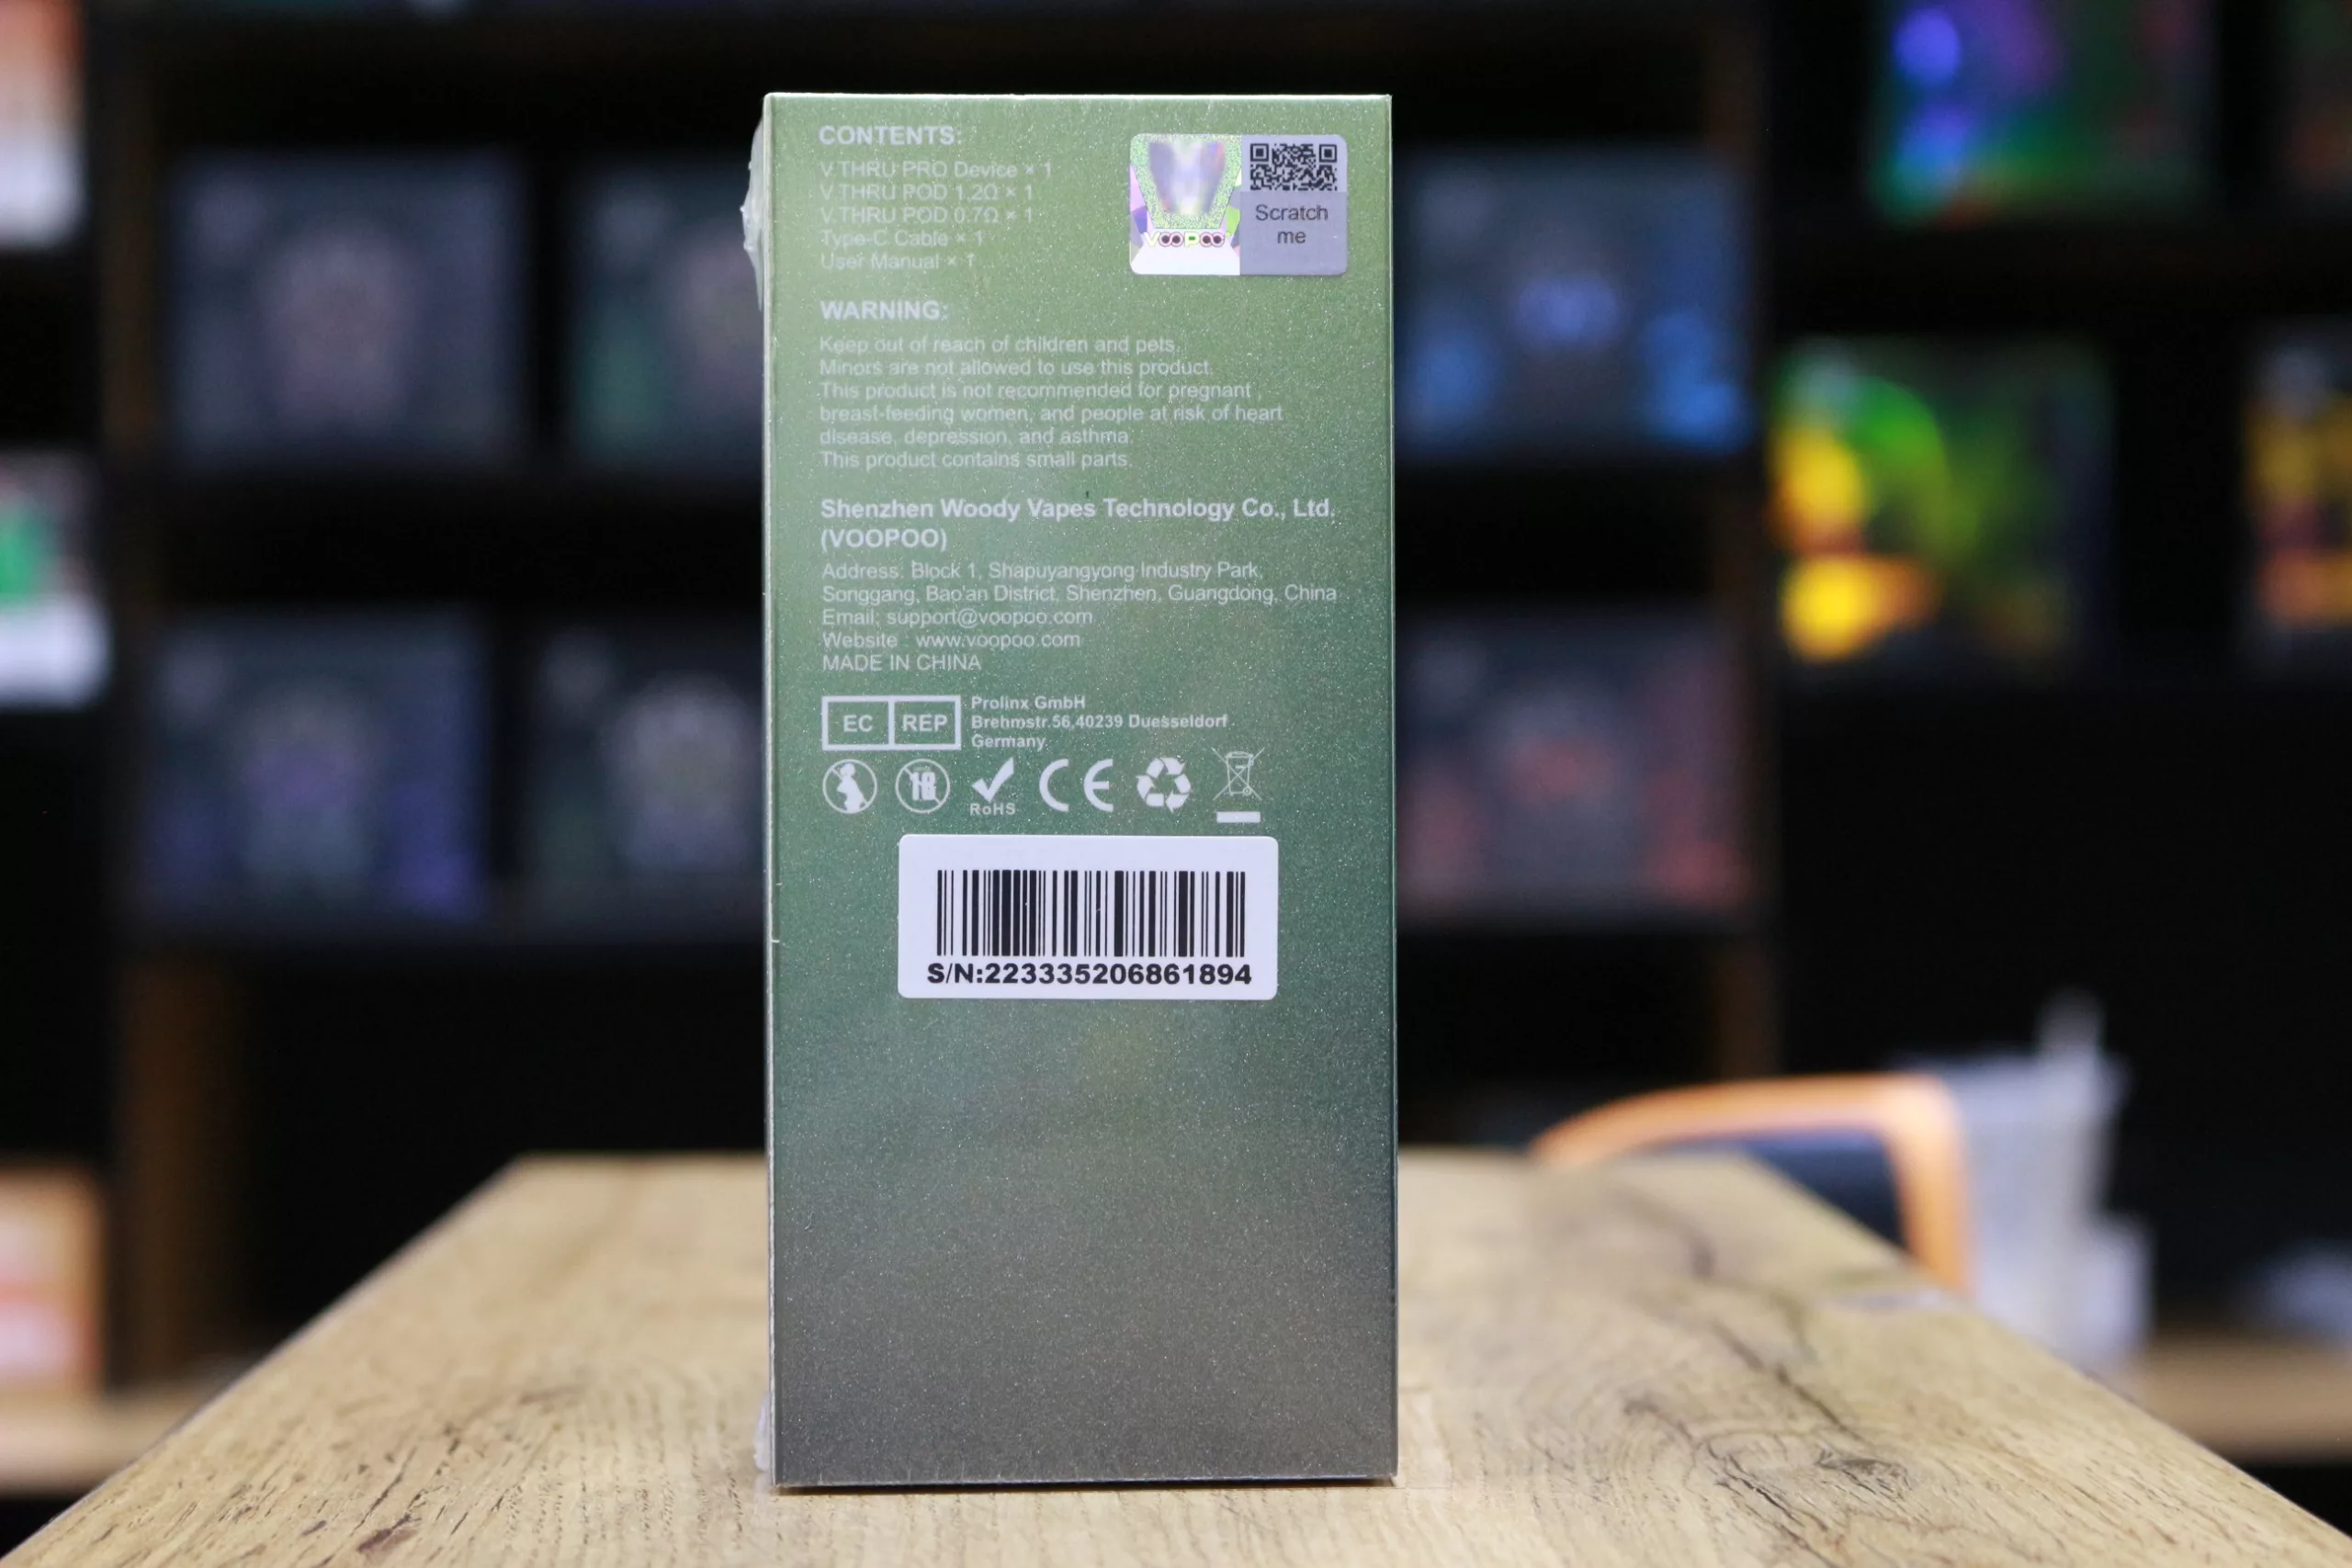 CONTENTS:
V.THRU PRO Device × 1
V.THRU POD 1.2Ω × 1
V.THRU POD 0.7Ω × 1
Type-C Cable × 1
User Manual × 1
VOOPOO
Scratch
me
WARNING:
Keep out of reach of children and pets.
Minors are not allowed to use this product.
This product is not recommended for pregnant,
breast-feeding women, and people at risk of heart
disease, depression, and asthma.
This product contains small parts.
Shenzhen Woody Vapes Technology Co., Ltd.
(VOOPOO)
Address: Block 1, Shapuyangyong Industry Park,
Songgang, Bao'an District, Shenzhen, Guangdong, China
Email: support@voopoo.com
Website : www.voopoo.com
MADE IN CHINA
EC REP
Prolinx GmbH
Brehmstr.56,40239 Duesseldorf
Germany
18
RoHS
CE
S/N:223335206861894